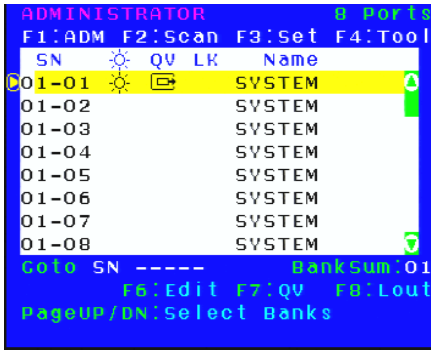 ADMINISTRATOR 8 Ports
F1:ADM F2:Scan F3:Set F4:Tool
SN QV LK Name
01-01 SYSTEM
01-02 SYSTEM
01-03 SYSTEM
01-04 SYSTEM
01-05 SYSTEM
01-06 SYSTEM
01-07 SYSTEM
01-08 SYSTEM
Goto SN ----- BankSum:01
F6:Edit F7:QV F8:Lout
PageUP/DN:Select Banks